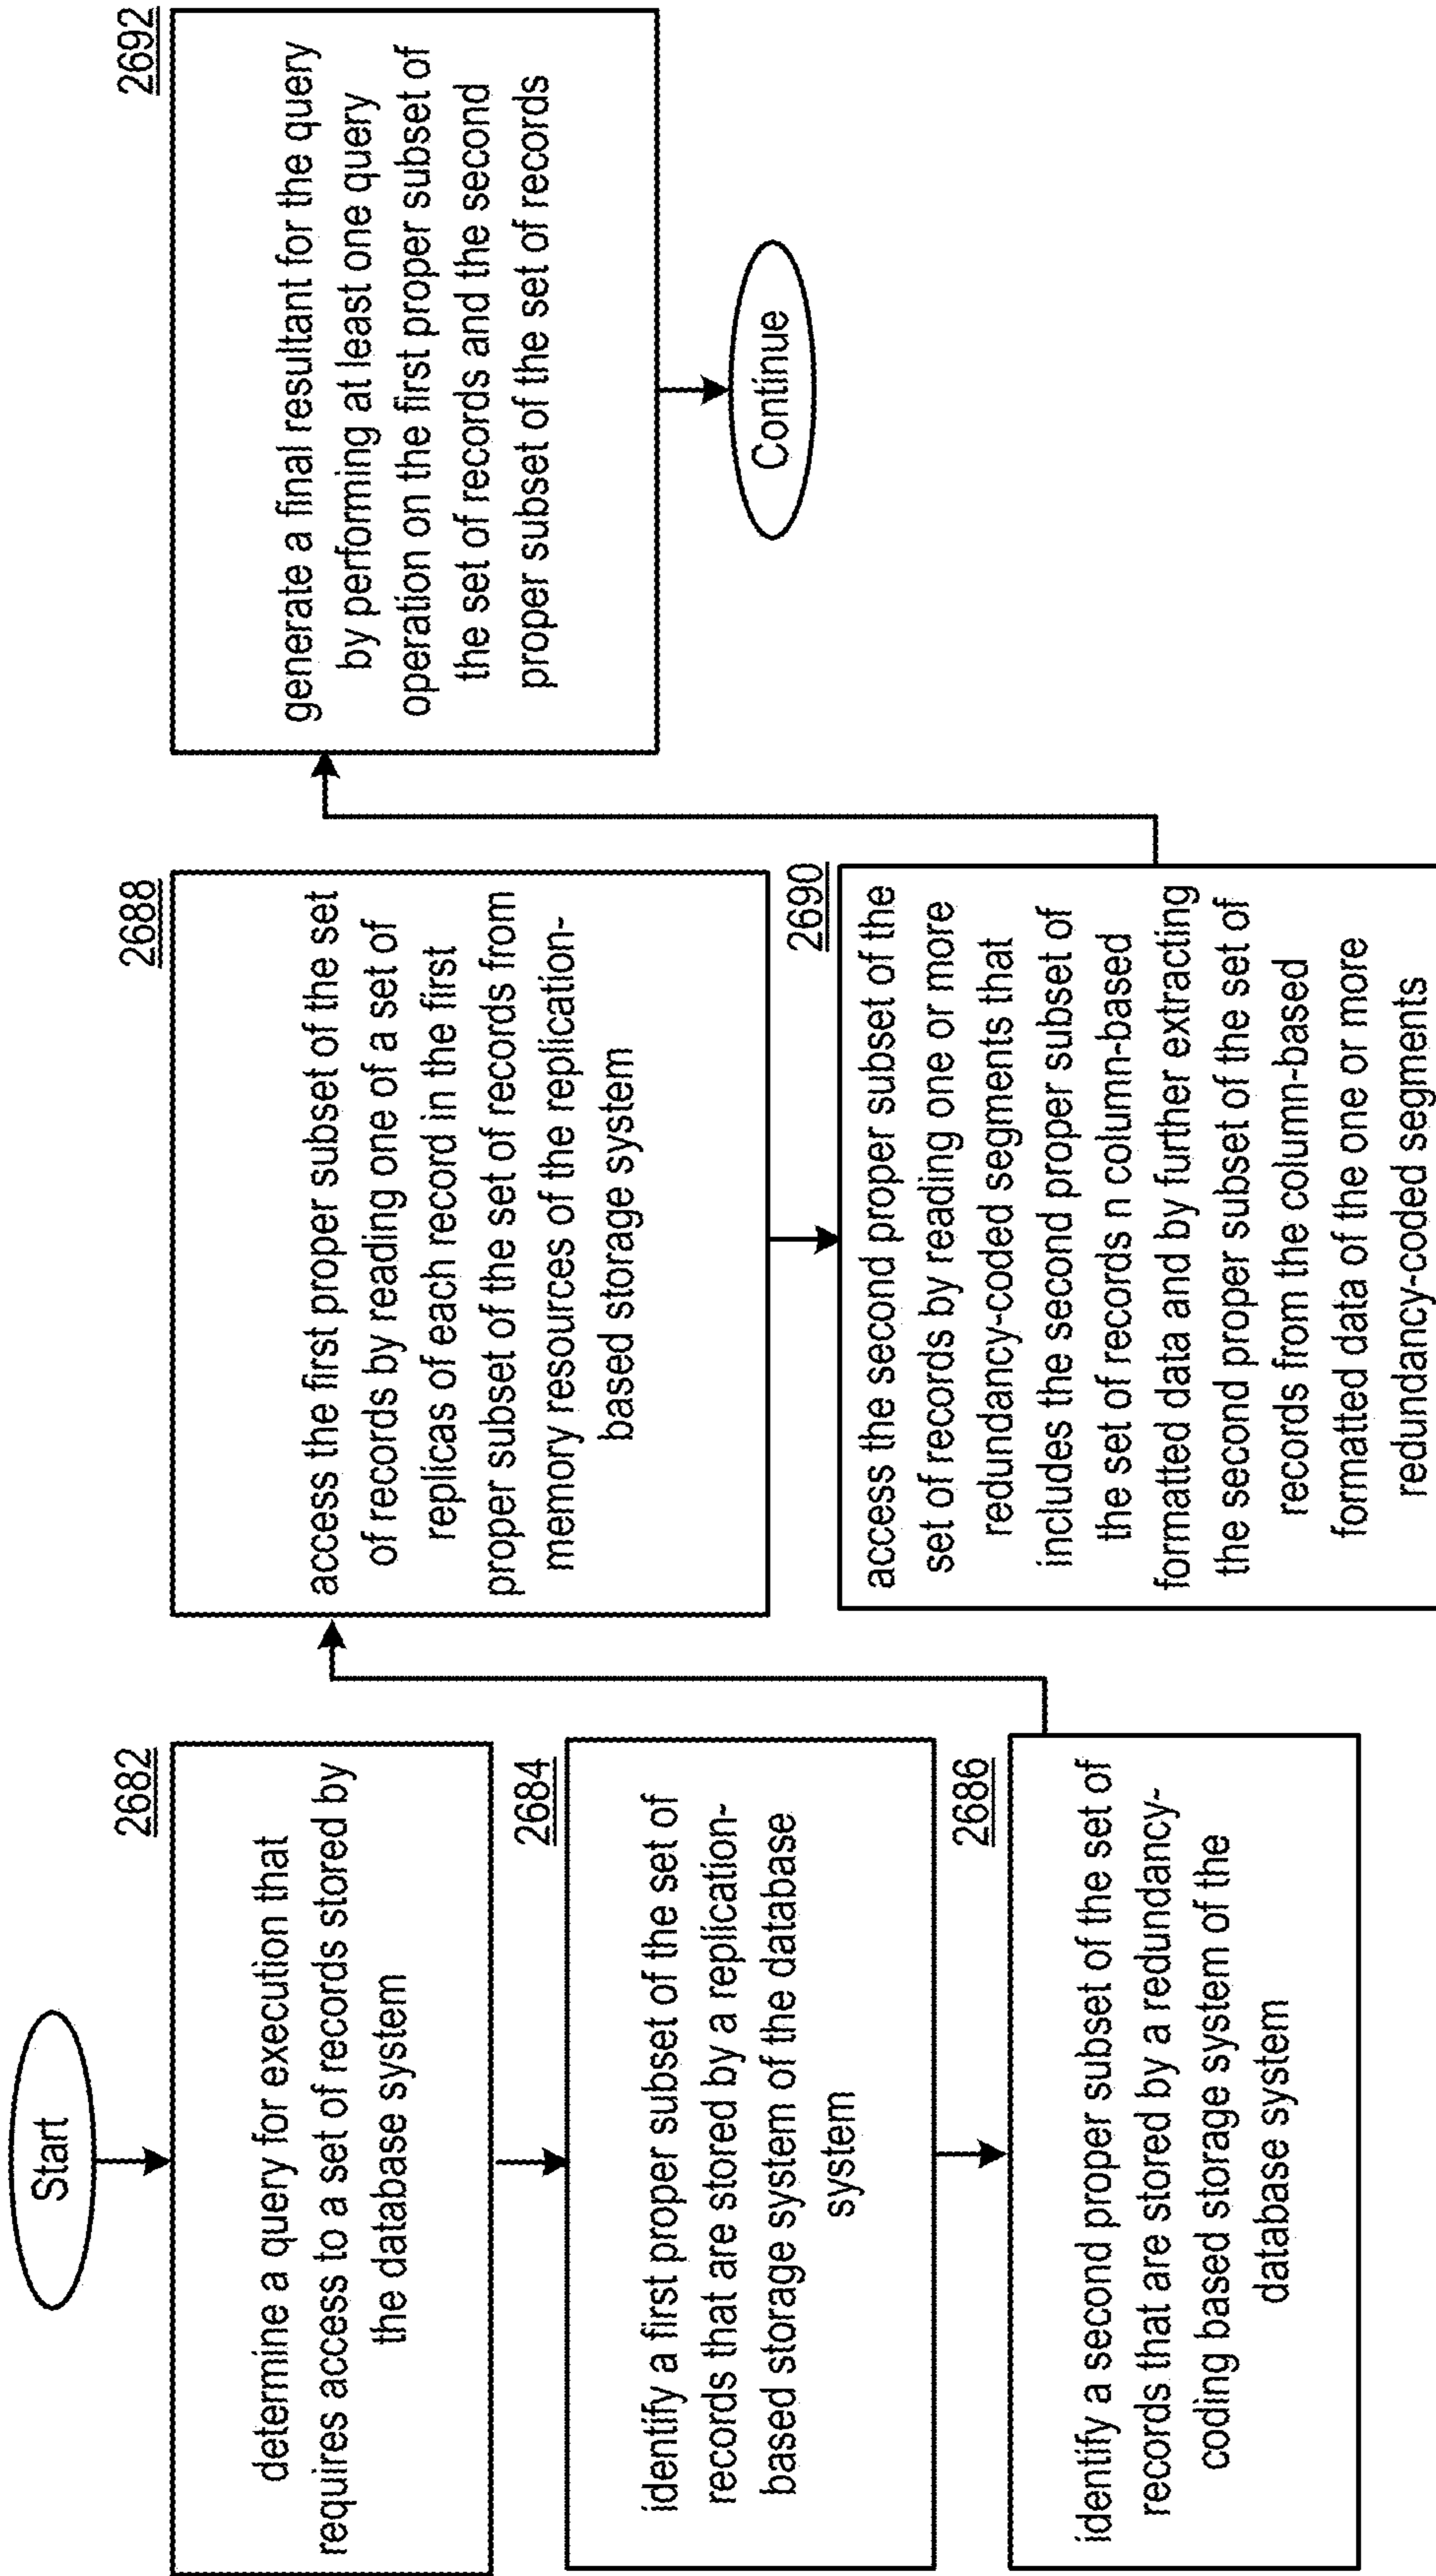 Start
2682
determine a query for execution that
requires access to a set of records stored by
the database system
2684
identify a first proper subset of the set of
records that are stored by a replication-
based storage system of the database
system
2686
identify a second proper subset of the set of
records that are stored by a redundancy-
coding based storage system of the
database system
2688
access the first proper subset of the set
of records by reading one of a set of
replicas of each record in the first
proper subset of the set of records from
memory resources of the replication-
based storage system
2690
access the second proper subset of the
set of records by reading one or more
redundancy-coded segments that
includes the second proper subset of
the set of records n column-based
formatted data and by further extracting
the second proper subset of the set of
records from the column-based
formatted data of the one or more
redundancy-coded segments
2692
generate a final resultant for the query
by performing at least one query
operation on the first proper subset of
the set of records and the second
proper subset of the set of records
Continue